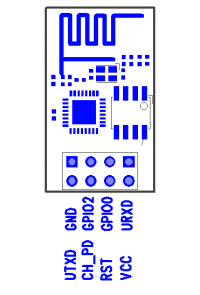 GND
GPIO2
GPIO0
URXD
UTXD
CH_PD
RST
VCC